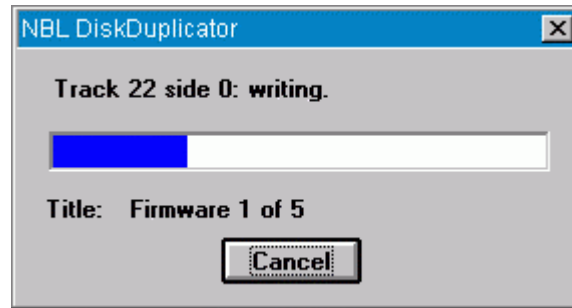 NBL DiskDuplicator
Track 22 side 0: writing.
Title: Firmware 1 of 5
Cancel